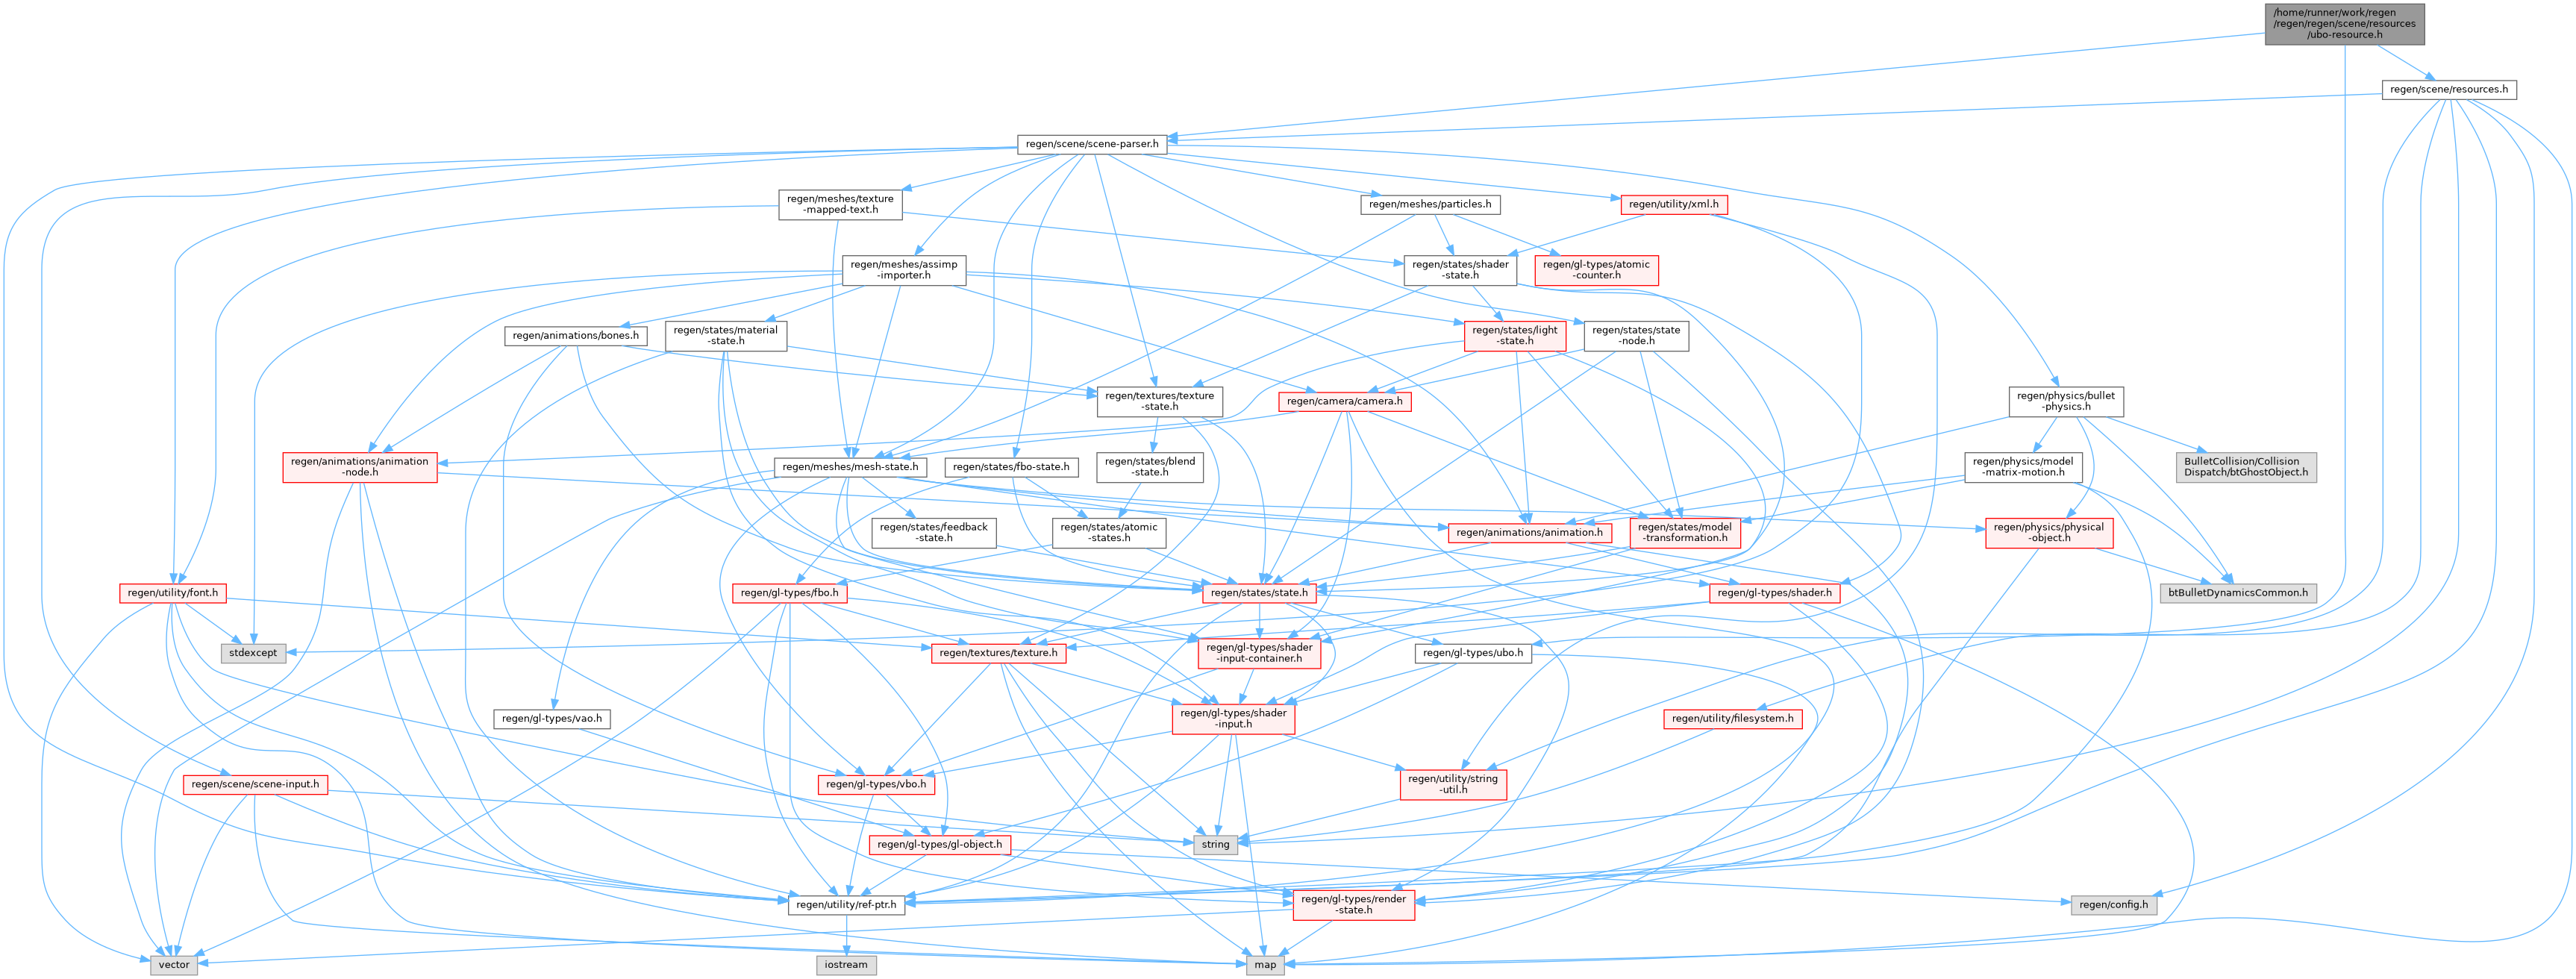 /home/runner/work/regen
/regen/regen/scene/resources
/ubo-resource.h
regen/scene/resources.h
regen/scene/scene-parser.h
regen/meshes/texture
-mapped-text.h
regen/meshes/particles.h
regen/utility/xml.h
regen/meshes/assimp
-importer.h
regen/states/shader
-state.h
regen/gl-types/atomic
-counter.h
regen/animations/bones.h
regen/states/material
-state.h
regen/states/light
-state.h
regen/states/state
-node.h
regen/textures/texture
-state.h
regen/camera/camera.h
regen/physics/bullet
-physics.h
regen/animations/animation
-node.h
regen/meshes/mesh-state.h
regen/states/fbo-state.h
regen/states/blend
-state.h
regen/physics/model
-matrix-motion.h
BulletCollision/Collision
Dispatch/btGhostObject.h
regen/states/feedback
-state.h
regen/states/atomic
-states.h
regen/animations/animation.h
regen/states/model
-transformation.h
regen/physics/physical
-object.h
regen/utility/font.h
regen/gl-types/fbo.h
regen/states/state.h
regen/gl-types/shader.h
btBulletDynamicsCommon.h
stdexcept
regen/textures/texture.h
regen/gl-types/shader
-input-container.h
regen/gl-types/ubo.h
regen/gl-types/vao.h
regen/gl-types/shader
-input.h
regen/utility/filesystem.h
regen/scene/scene-input.h
regen/gl-types/vbo.h
regen/utility/string
-util.h
regen/gl-types/gl-object.h
string
regen/utility/ref-ptr.h
regen/gl-types/render
-state.h
regen/config.h
vector
iostream
map